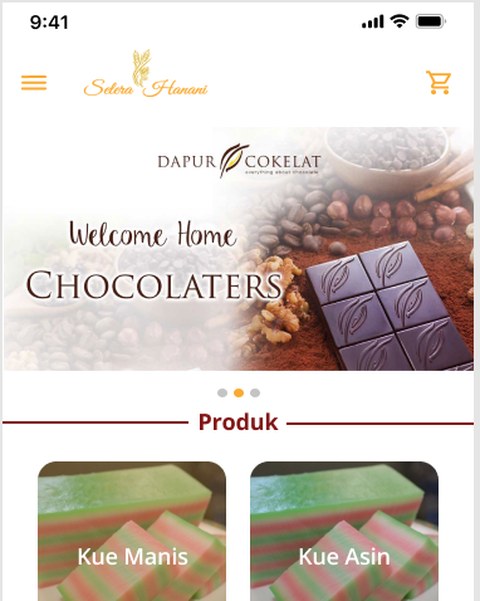 9:41
Selera Hanani
DAPUR COKELAT
everything about chocolate
Welcome Home
CHOCOLATERS
Produk
Kue Manis
Kue Asin